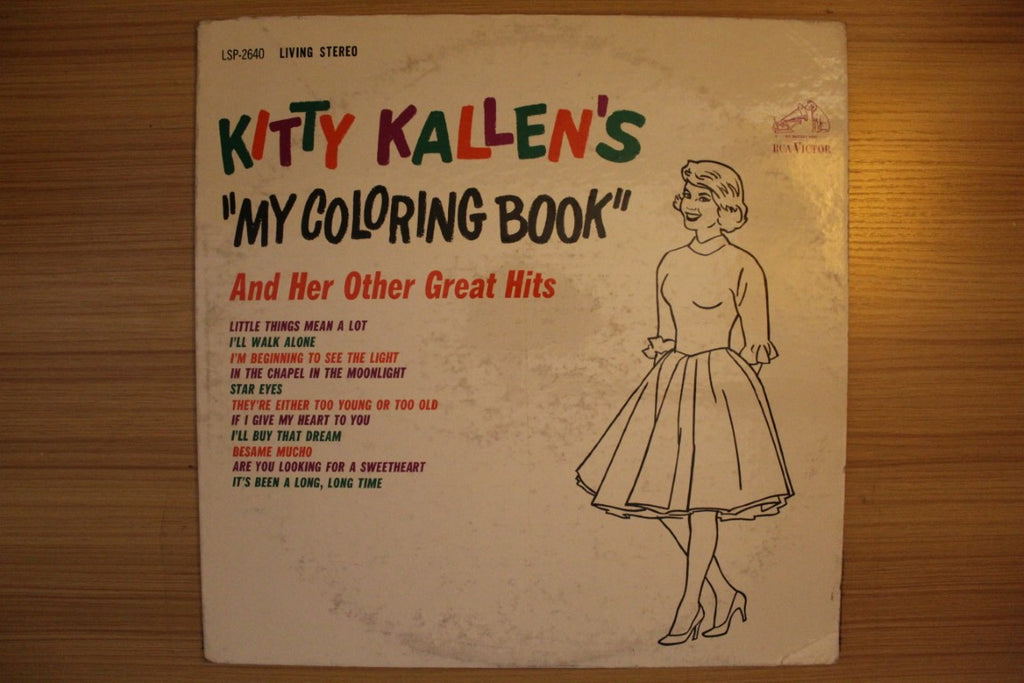 LSP-2640 LIVING STEREO
KITTY KALLEN'S
"MY COLORING BOOK"
RCA VICTOR
And Her Other Great Hits
LITTLE THINGS MEAN A LOT
I'LL WALK ALONE
I'M BEGINNING TO SEE THE LIGHT
IN THE CHAPEL IN THE MOONLIGHT
STAR EYES
THEY'RE EITHER TOO YOUNG OR TOO OLD
IF I GIVE MY HEART TO YOU
I'LL BUY THAT DREAM
BESAME MUCHO
ARE YOU LOOKING FOR A SWEETHEART
IT'S BEEN A LONG, LONG TIME